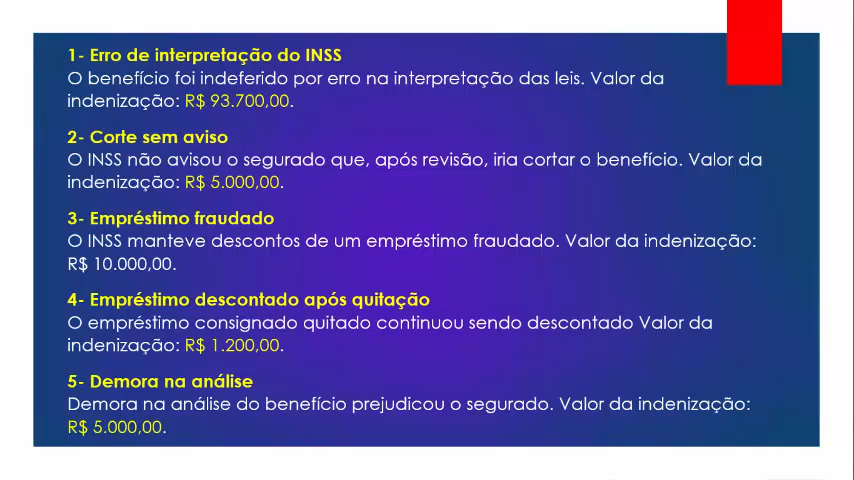 1- Erro de interpretação do INSS
O benefício foi indeferido por erro na interpretação das leis. Valor da
indenização: R$ 93.700,00.
2- Corte sem aviso
O INSS não avisou o segurado que, após revisão, iria cortar o benefício. Valor da
indenização: R$ 5.000,00.
3- Empréstimo fraudado
O INSS manteve descontos de um empréstimo fraudado. Valor da indenização:
R$ 10.000,00.
4- Empréstimo descontado após quitação
O empréstimo consignado quitado continuou sendo descontado Valor da
indenização: R$ 1.200,00.
5- Demora na análise
Demora na análise do benefício prejudicou o segurado. Valor da indenização:
R$ 5.000,00.